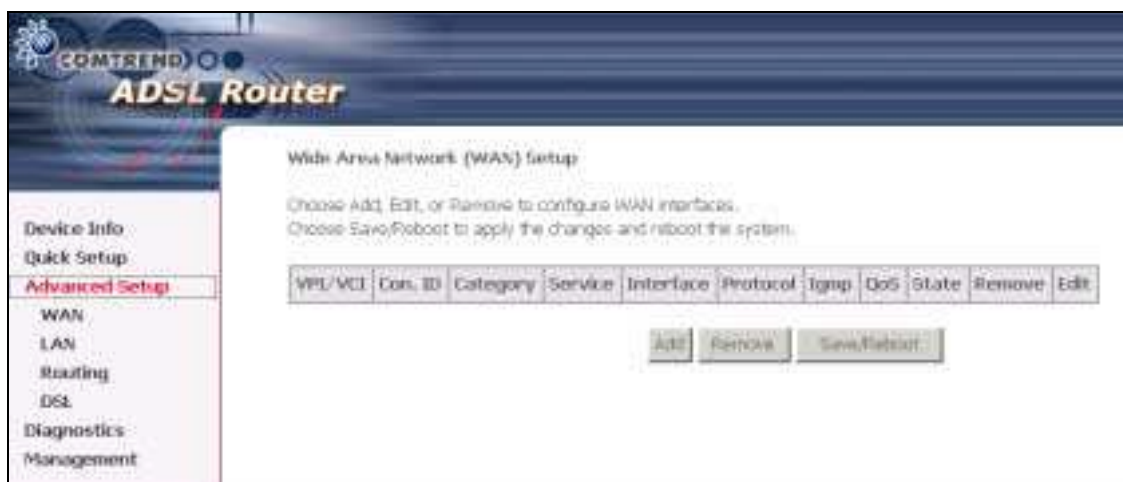 COMTREND
ADSL Router
Device Info
Quick Setup
Advanced Setup
WAN
LAN
Routing
DSL
Diagnostics
Management
Wide Area Network (WAN) Setup
Choose Add, Edit, or Remove to configure WAN interfaces.
Choose Save/Reboot to apply the changes and reboot the system.
VPI/VCI Con. ID Category Service Interface Protocol Igmp QoS State Remove Edit
Add Remove Save/Reboot